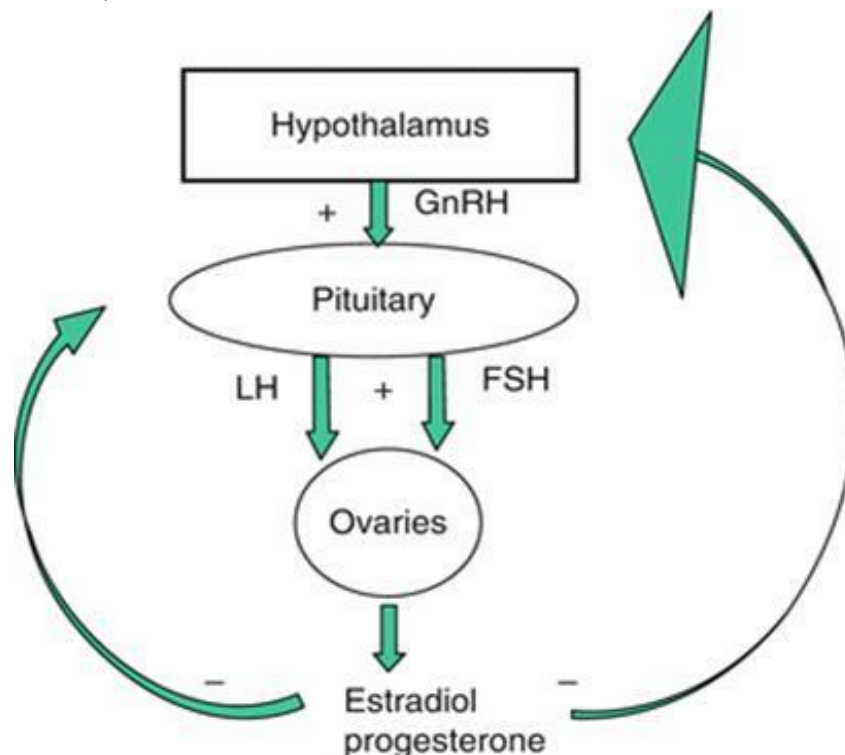 Hypothalamus
+ GnRH
Pituitary
LH + FSH
Ovaries
– Estradiol –
progesterone